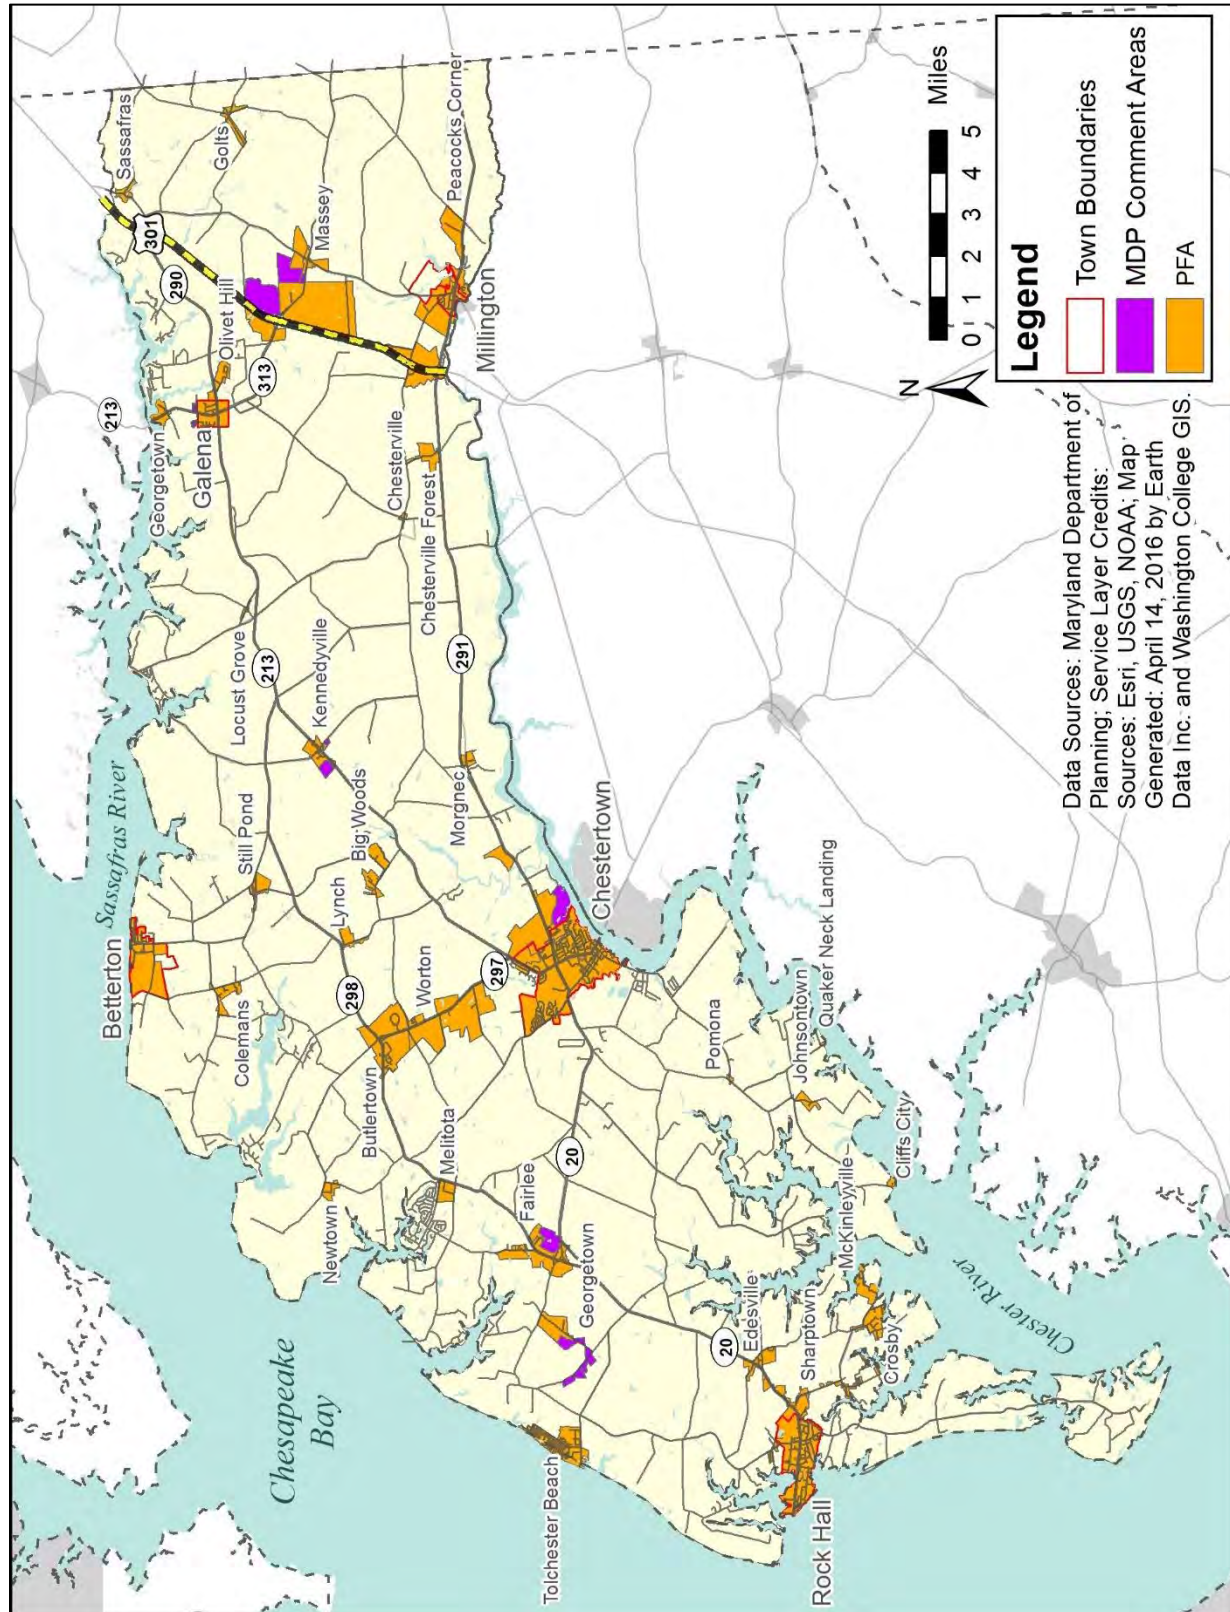 Chesapeake
Bay
Sassafras River
Chester River
Betterton
Still Pond
Locust Grove
Georgetown
213
Galena
Olivet Hill
290
301
Sassafras
Golts
Massey
313
Peacocks Corner
Millington
Chesterville
Chesterville Forest
291
213
Kennedyville
Big Woods
Morgnec
Lynch
Colemans
298
Worton
297
Butlertown
Chestertown
Newtown
Melitota
Fairlee
20
Georgetown
Tolchester Beach
Pomona
Johnsontown
Quaker Neck Landing
Cliffs City
McKinleyville
Edesville
20
Sharptown
Crosby
Rock Hall
N
0 1 2 3 4 5
Miles
Data Sources: Maryland Department of
Planning; Service Layer Credits:
Sources: Esri, USGS, NOAA; Map
Generated: April 14, 2016 by Earth
Data Inc. and Washington College GIS.
Legend
Town Boundaries
MDP Comment Areas
PFA